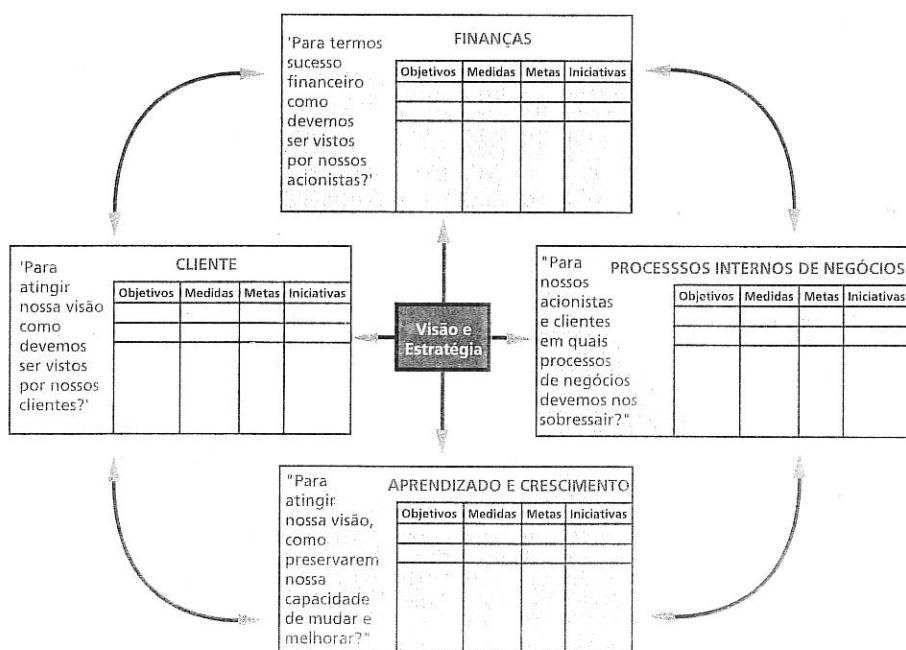 FINANÇAS
'Para termos
sucesso
financeiro
como
devemos
ser vistos
por nossos
acionistas?'
Objetivos Medidas Metas Iniciativas
CLIENTE
'Para
atingir
nossa visão
como
devemos
ser vistos
por nossos
clientes?'
Objetivos Medidas Metas Iniciativas
Visão e
Estratégia
PROCESSSOS INTERNOS DE NEGÓCIOS
"Para
nossos
acionistas
e clientes
em quais
processos
de negócios
devemos nos
sobressair?"
Objetivos Medidas Metas Iniciativas
APRENDIZADO E CRESCIMENTO
"Para
atingir
nossa visão,
como
preservarem
nossa
capacidade
de mudar e
melhorar?"
Objetivos Medidas Metas Iniciativas